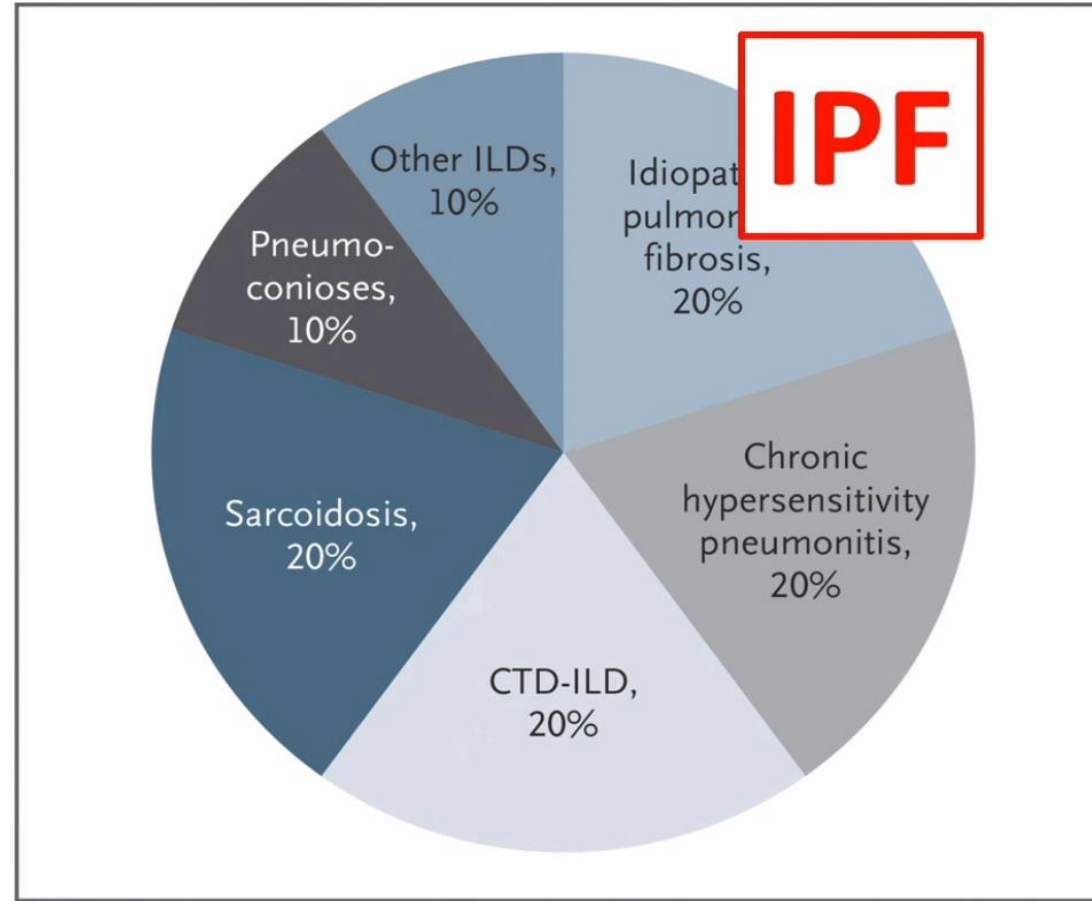 IPF
Idiopat
pulmon
fibrosis,
20%
Chronic
hypersensitivity
pneumonitis,
20%
CTD-ILD,
20%
Sarcoidosis,
20%
Pneumo-
conioses,
10%
Other ILDs,
10%